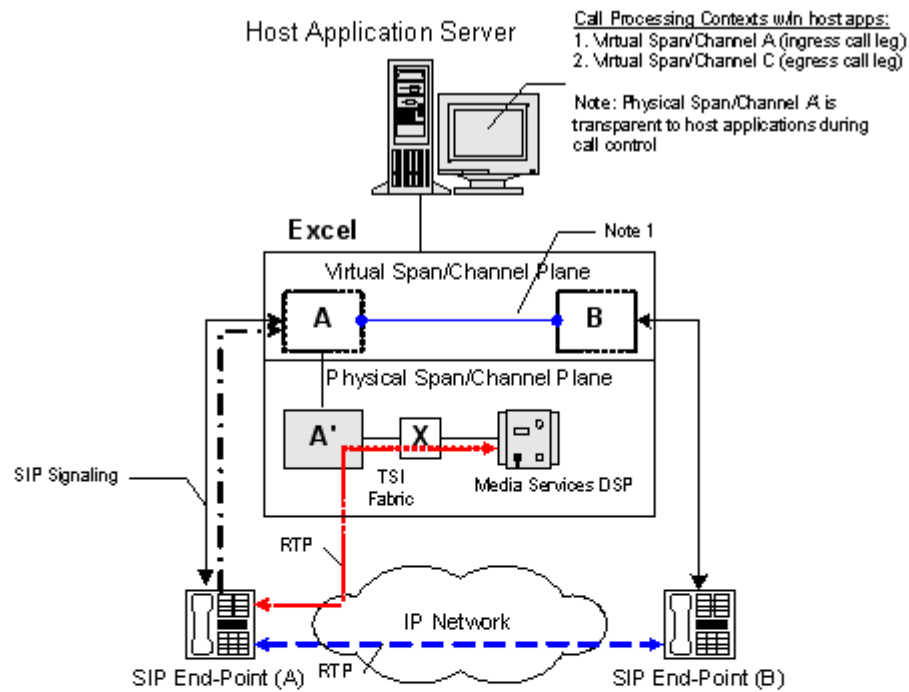 Host Application Server
Call Processing Contexts w/in host apps:
1. Virtual Span/Channel A (ingress call leg)
2. Virtual Span/Channel C (egress call leg)
Note: Physical Span/Channel A' is
transparent to host applications during
call control
Excel
Note 1
Virtual Span/Channel Plane
A
B
Physical Span/Channel Plane
A'
X
TSI
Fabric
Media Services DSP
SIP Signaling
RTP
IP Network
RTP
SIP End-Point (A)
SIP End-Point (B)